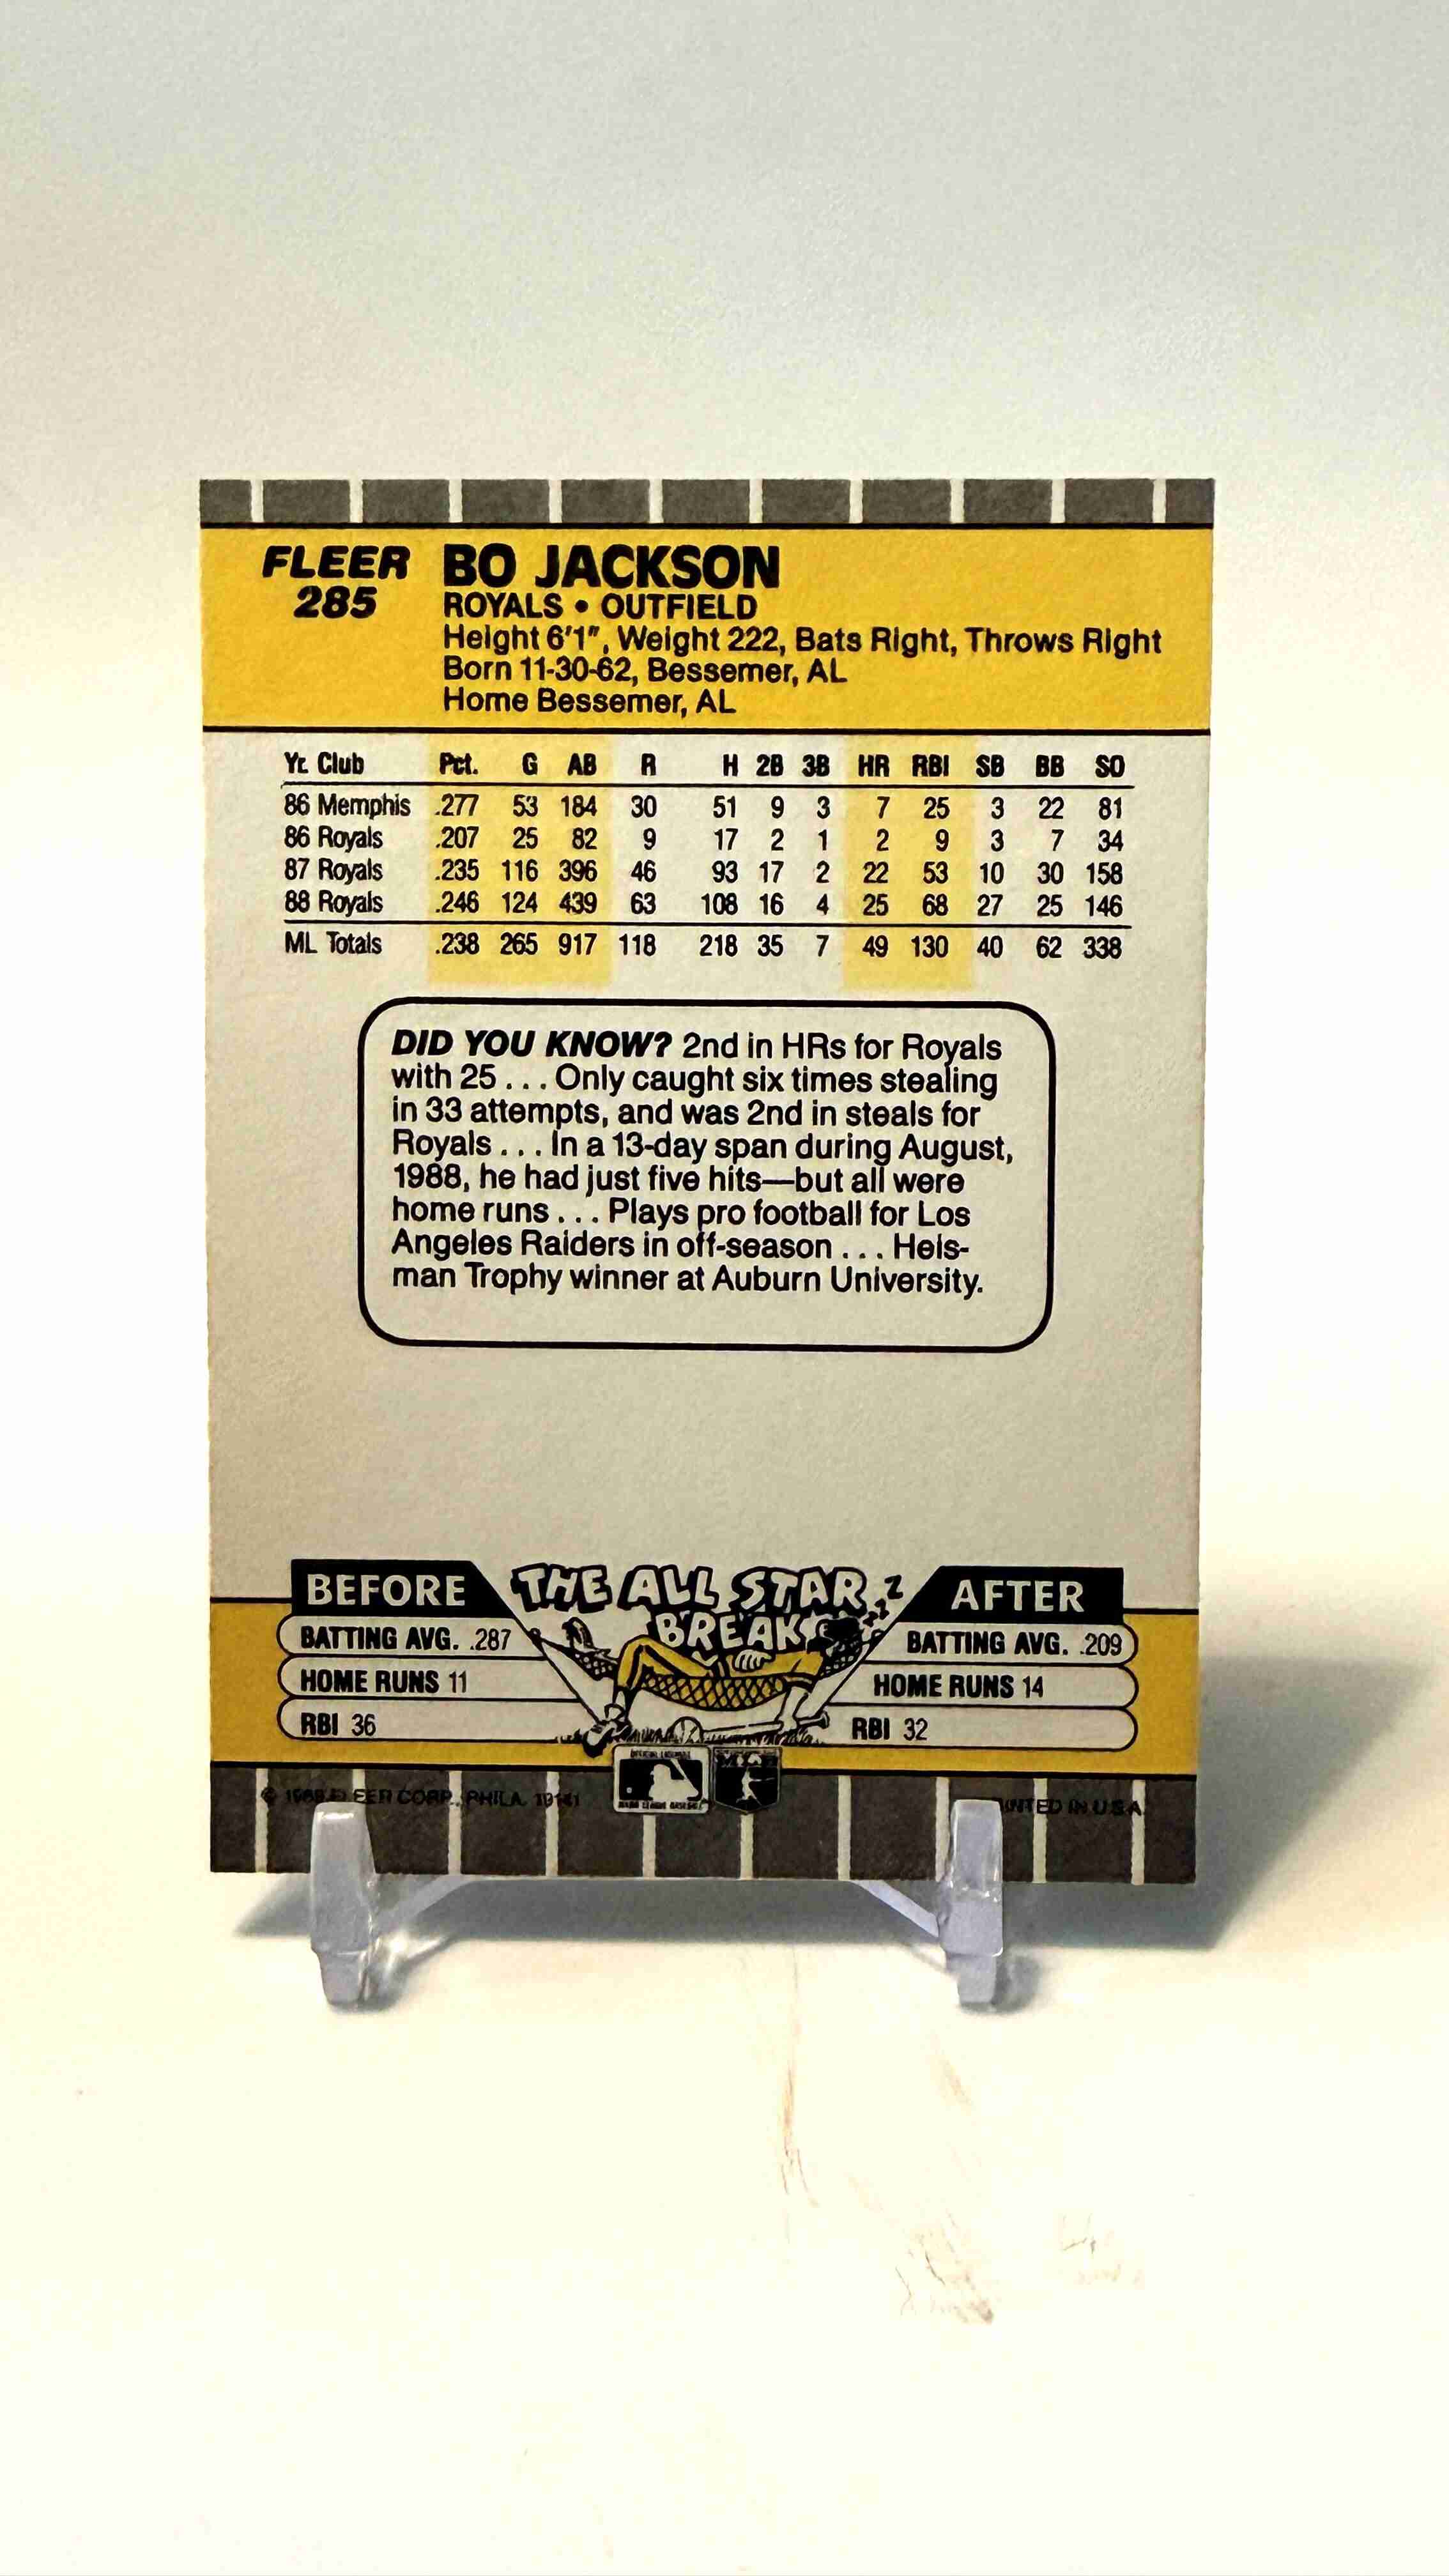 FLEER
285
BO JACKSON
ROYALS • OUTFIELD
Height 6'1", Weight 222, Bats Right, Throws Right
Born 11-30-62, Bessemer, AL
Home Bessemer, AL
Yr. Club Pct. G AB R H 2B 3B HR RBI SB BB SO
86 Memphis .277 53 184 30 51 9 3 7 25 3 22 81
86 Royals .207 25 82 9 17 2 1 2 9 3 7 34
87 Royals .235 116 396 46 93 17 2 22 53 10 30 158
88 Royals .246 124 439 63 108 16 4 25 68 27 25 146
ML Totals .238 265 917 118 218 35 7 49 130 40 62 338
DID YOU KNOW? 2nd in HRs for Royals
with 25 . . . Only caught six times stealing
in 33 attempts, and was 2nd in steals for
Royals . . . In a 13-day span during August,
1988, he had just five hits—but all were
home runs . . . Plays pro football for Los
Angeles Raiders in off-season . . . Heis-
man Trophy winner at Auburn University.
BEFORE
THE ALL STAR
BREAK
ZZZZ
AFTER
BATTING AVG. .287
HOME RUNS 11
RBI 36
BATTING AVG. .209
HOME RUNS 14
RBI 32
CORP., PHILA. 19141
IN U.S.A.